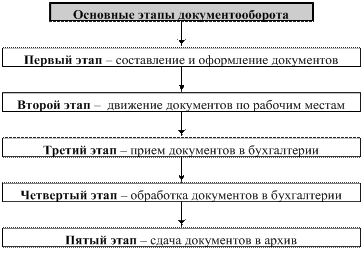 Основные этапы документооборота
Первый этап – составление и оформление документов
Второй этап – движение документов по рабочим местам
Третий этап – прием документов в бухгалтерии
Четвертый этап – обработка документов в бухгалтерии
Пятый этап – сдача документов в архив